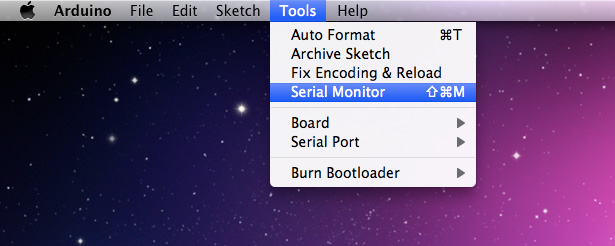 Arduino File Edit Sketch Tools Help
Auto Format ⌘T
Archive Sketch
Fix Encoding & Reload
Serial Monitor ⇧⌘M
Board
Serial Port
Burn Bootloader